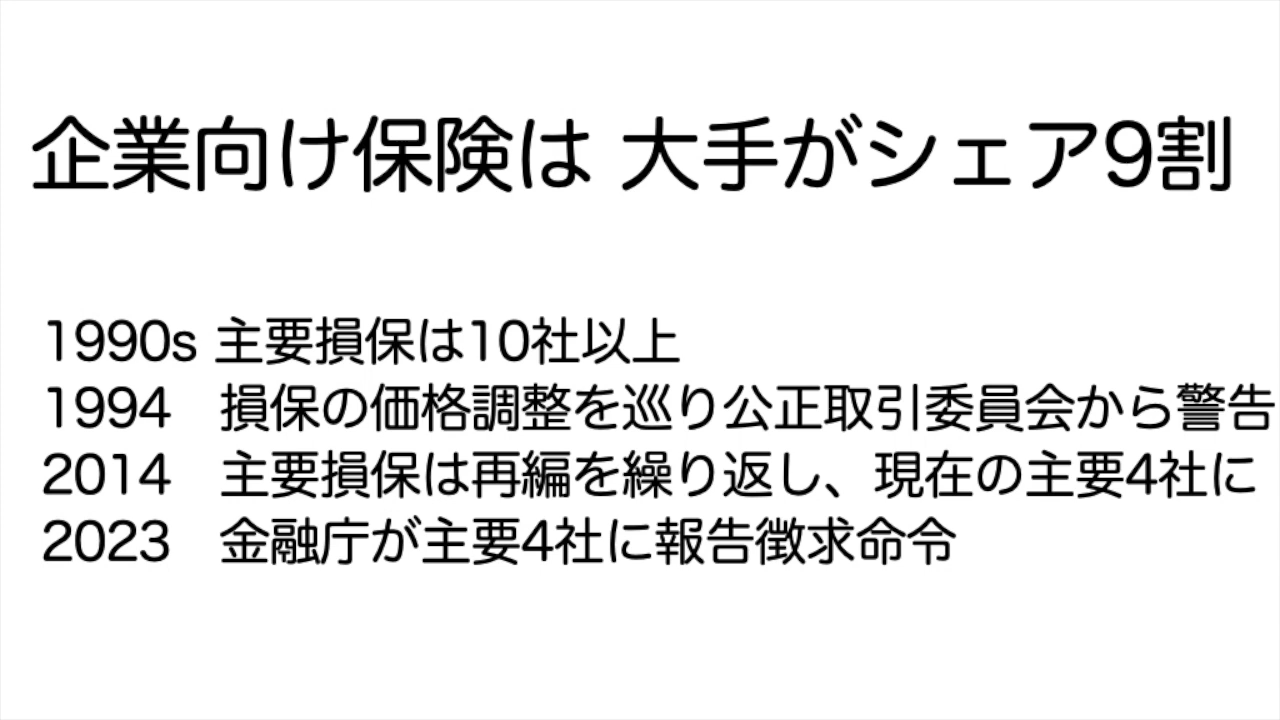 企業向け保険は 大手がシェア9割
1990s 主要損保は10社以上
1994　損保の価格調整を巡り公正取引委員会から警告
2014　主要損保は再編を繰り返し、現在の主要4社に
2023　金融庁が主要4社に報告徴求命令